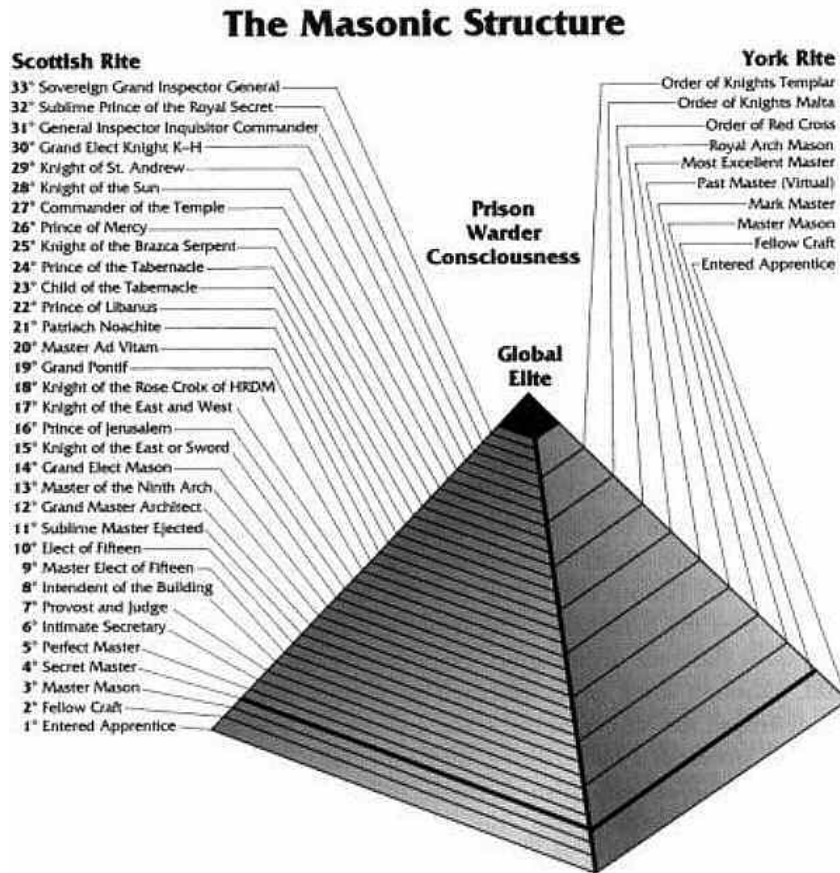 The Masonic Structure
Scottish Rite
33° Sovereign Grand Inspector General
32° Sublime Prince of the Royal Secret
31° General Inspector Inquisitor Commander
30° Grand Elect Knight K-H
29° Knight of St. Andrew
28° Knight of the Sun
27° Commander of the Temple
26° Prince of Mercy
25° Knight of the Brazca Serpent
24° Prince of the Tabernacle
23° Child of the Tabernacle
22° Prince of Libanus
21° Patriach Noachite
20° Master Ad Vitam
19° Grand Pontif
18° Knight of the Rose Croix of HRDM
17° Knight of the East and West
16° Prince of Jerusalem
15° Knight of the East or Sword
14° Grand Elect Mason
13° Master of the Ninth Arch
12° Grand Master Architect
11° Sublime Master Ejected
10° Elect of Fifteen
9° Master Elect of Fifteen
8° Intendent of the Building
7° Provost and Judge
6° Intimate Secretary
5° Perfect Master
4° Secret Master
3° Master Mason
2° Fellow Craft
1° Entered Apprentice
York Rite
Order of Knights Templar
Order of Knights Malta
Order of Red Cross
Royal Arch Mason
Most Excellent Master
Past Master (Virtual)
Mark Master
Master Mason
Fellow Craft
Entered Apprentice
Prison
Warder
Consciousness
Global
Elite